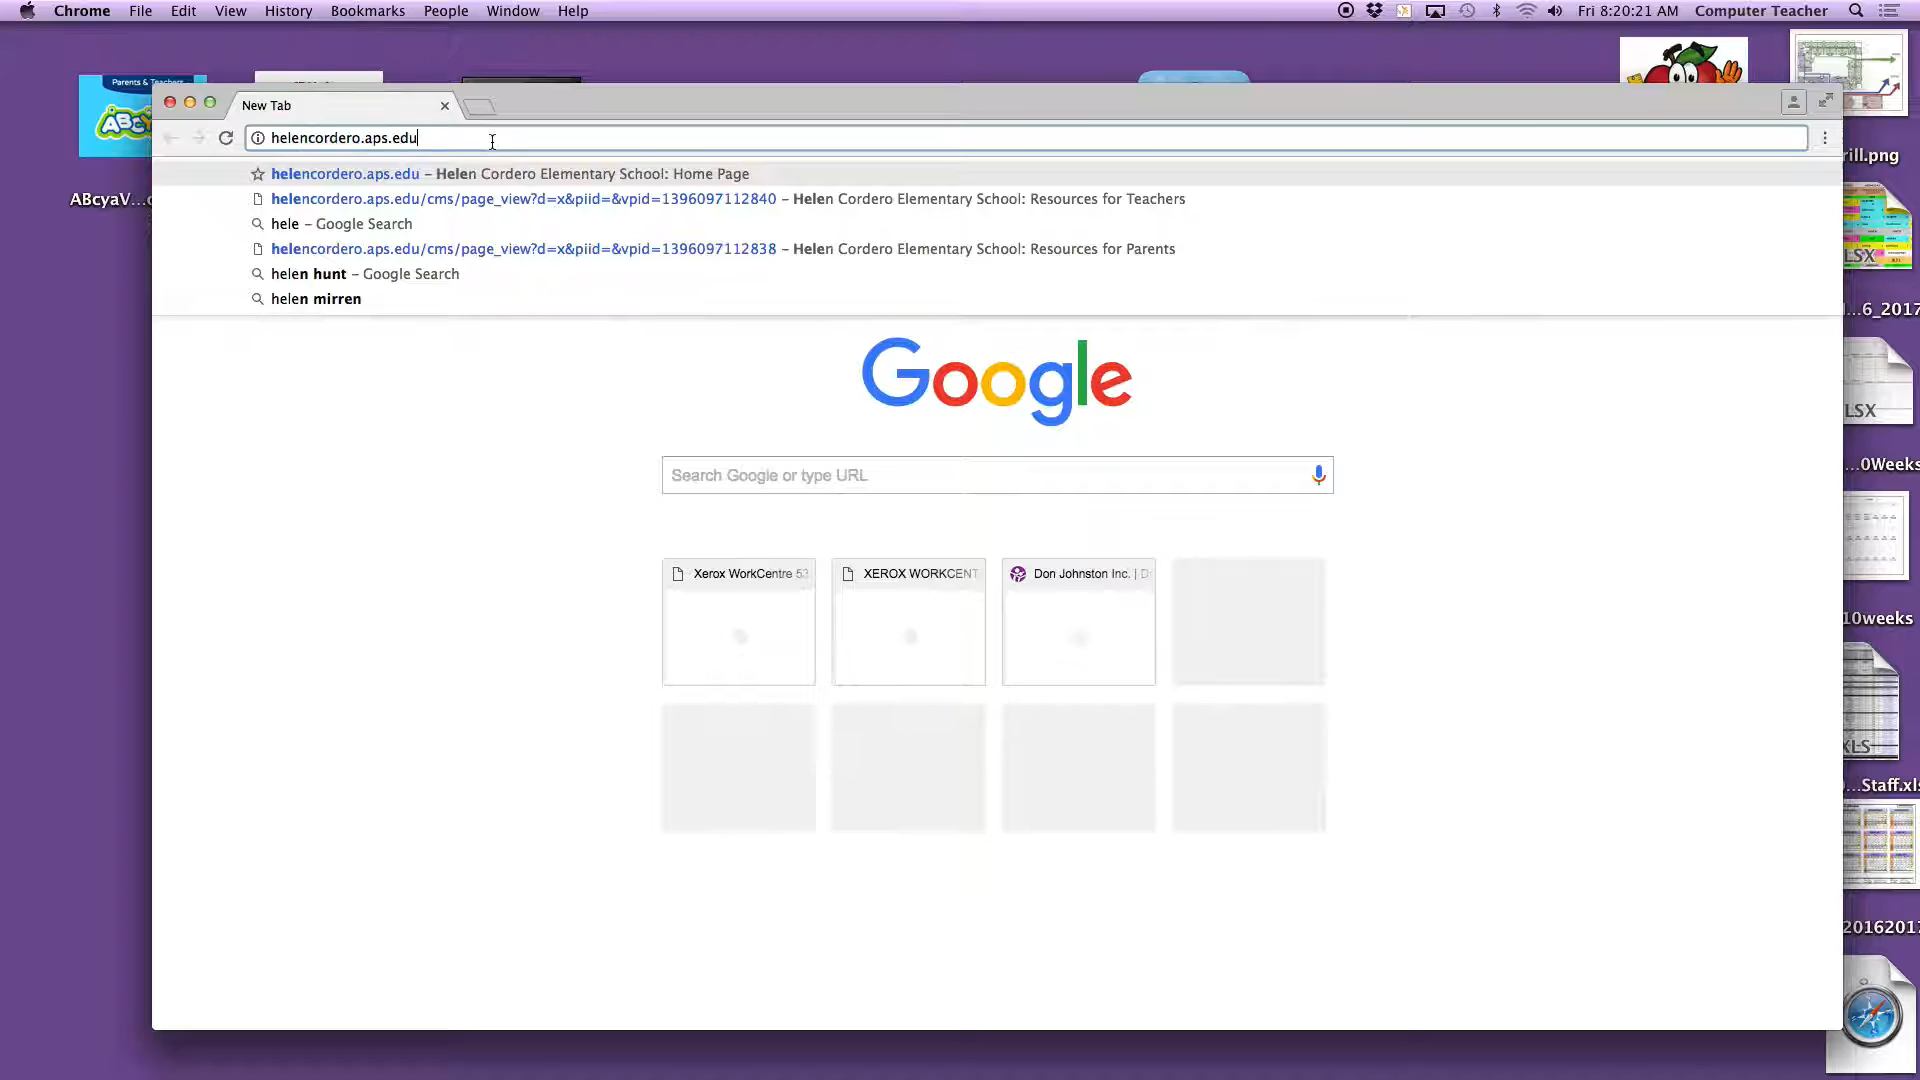 Chrome File Edit View History Bookmarks People Window Help Fri 8:20:21 AM Computer Teacher
Parents & Teachers
New Tab
helencordero.aps.edu
helencordero.aps.edu – Helen Cordero Elementary School: Home Page
helencordero.aps.edu/cms/page_view?d=x&piid=&vpid=1396097112840 – Helen Cordero Elementary School: Resources for Teachers
hele – Google Search
helencordero.aps.edu/cms/page_view?d=x&piid=&vpid=1396097112838 – Helen Cordero Elementary School: Resources for Parents
helen hunt – Google Search
helen mirren
Google
Search Google or type URL
Xerox WorkCentre 53
XEROX WORKCENT
Don Johnston Inc. | D
ABcyaV...
rill.png
LSX
...6_2017
LSX
...0Weeks
10weeks
XLS
...Staff.xls
20162017